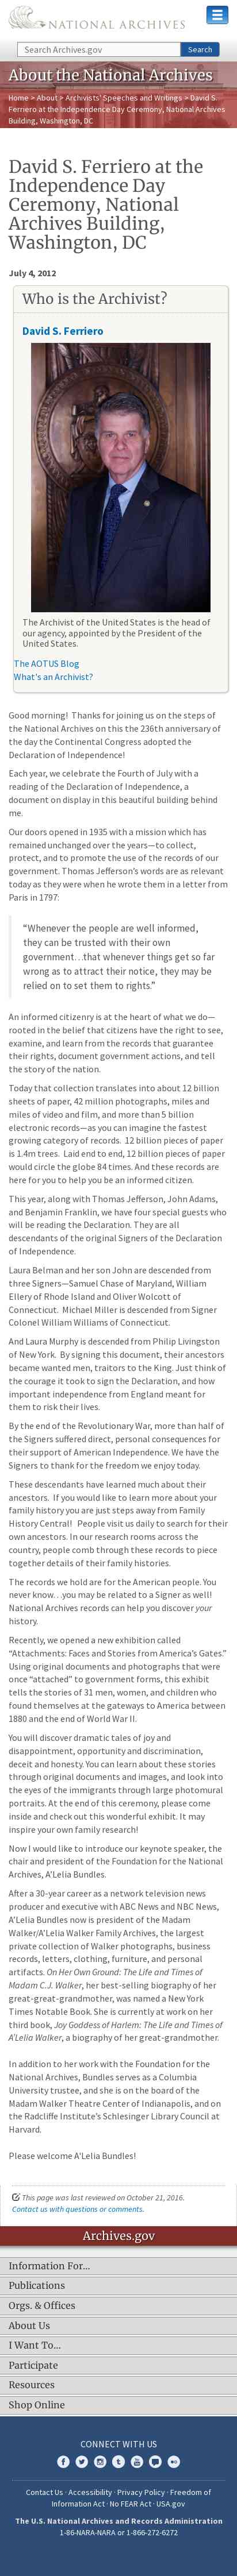 NATIONAL ARCHIVES
Search Archives.gov Search
About the National Archives
Home > About > Archivists' Speeches and Writings > David S.
Ferriero at the Independence Day Ceremony, National Archives
Building, Washington, DC
David S. Ferriero at the
Independence Day
Ceremony, National
Archives Building,
Washington, DC
July 4, 2012
Who is the Archivist?
David S. Ferriero
The Archivist of the United States is the head of
our agency, appointed by the President of the
United States.
The AOTUS Blog
What's an Archivist?
Good morning!  Thanks for joining us on the steps of
the National Archives on this the 236th anniversary of
the day the Continental Congress adopted the
Declaration of Independence!
Each year, we celebrate the Fourth of July with a
reading of the Declaration of Independence, a
document on display in this beautiful building behind
me.
Our doors opened in 1935 with a mission which has
remained unchanged over the years—to collect,
protect, and to promote the use of the records of our
government. Thomas Jefferson's words are as relevant
today as they were when he wrote them in a letter from
Paris in 1797:
“Whenever the people are well informed,
they can be trusted with their own
government…that whenever things get so far
wrong as to attract their notice, they may be
relied on to set them to rights.”
An informed citizenry is at the heart of what we do—
rooted in the belief that citizens have the right to see,
examine, and learn from the records that guarantee
their rights, document government actions, and tell
the story of the nation.
Today that collection translates into about 12 billion
sheets of paper, 42 million photographs, miles and
miles of video and film, and more than 5 billion
electronic records—as you can imagine the fastest
growing category of records.  12 billion pieces of paper
is 1.4m trees.  Laid end to end, 12 billion pieces of paper
would circle the globe 84 times. And these records are
here for you to help you be an informed citizen.
This year, along with Thomas Jefferson, John Adams,
and Benjamin Franklin, we have four special guests who
will be reading the Declaration. They are all
descendants of the original Signers of the Declaration
of Independence.
Laura Belman and her son John are descended from
three Signers—Samuel Chase of Maryland, William
Ellery of Rhode Island and Oliver Wolcott of
Connecticut.  Michael Miller is descended from Signer
Colonel William Williams of Connecticut.
And Laura Murphy is descended from Philip Livingston
of New York.  By signing this document, their ancestors
became wanted men, traitors to the King. Just think of
the courage it took to sign the Declaration, and how
important independence from England meant for
them to risk their lives.
By the end of the Revolutionary War, more than half of
the Signers suffered direct, personal consequences for
their support of American Independence. We have the
Signers to thank for the freedom we enjoy today.
These descendants have learned much about their
ancestors.  If you would like to learn more about your
family history you are just steps away from Family
History Central!   People visit us daily to search for their
own ancestors. In our research rooms across the
country, people comb through these records to piece
together details of their family histories.
The records we hold are for the American people. You
never know. . .you may be related to a Signer as well!
National Archives records can help you discover your
history.
Recently, we opened a new exhibition called
“Attachments: Faces and Stories from America’s Gates.”
Using original documents and photographs that were
once “attached” to government forms, this exhibit
tells the stories of 31 men, women, and children who
found themselves at the gateways to America between
1880 and the end of World War II.
You will discover dramatic tales of joy and
disappointment, opportunity and discrimination,
deceit and honesty. You can learn about these stories
through original documents and images, and look into
the eyes of the immigrants through large photomural
portraits. At the end of this ceremony, please come
inside and check out this wonderful exhibit. It may
inspire your own family research!
Now I would like to introduce our keynote speaker, the
chair and president of the Foundation for the National
Archives, A’Lelia Bundles.
After a 30-year career as a network television news
producer and executive with ABC News and NBC News,
A’Lelia Bundles now is president of the Madam
Walker/A’Lelia Walker Family Archives, the largest
private collection of Walker photographs, business
records, letters, clothing, furniture, and personal
artifacts. On Her Own Ground: The Life and Times of
Madam C.J. Walker, her best-selling biography of her
great-great-grandmother, was named a New York
Times Notable Book. She is currently at work on her
third book, Joy Goddess of Harlem: The Life and Times of
A’Lelia Walker, a biography of her great-grandmother.
In addition to her work with the Foundation for the
National Archives, Bundles serves as a Columbia
University trustee, and she is on the board of the
Madam Walker Theatre Center of Indianapolis, and of
the Radcliffe Institute’s Schlesinger Library Council at
Harvard.
Please welcome A’Lelia Bundles!
This page was last reviewed on October 21, 2016.
Contact us with questions or comments.
Archives.gov
Information For…
Publications
Orgs. & Offices
About Us
I Want To…
Participate
Resources
Shop Online
CONNECT WITH US
Contact Us · Accessibility · Privacy Policy · Freedom of
Information Act · No FEAR Act · USA.gov
The U.S. National Archives and Records Administration
1-86-NARA-NARA or 1-866-272-6272